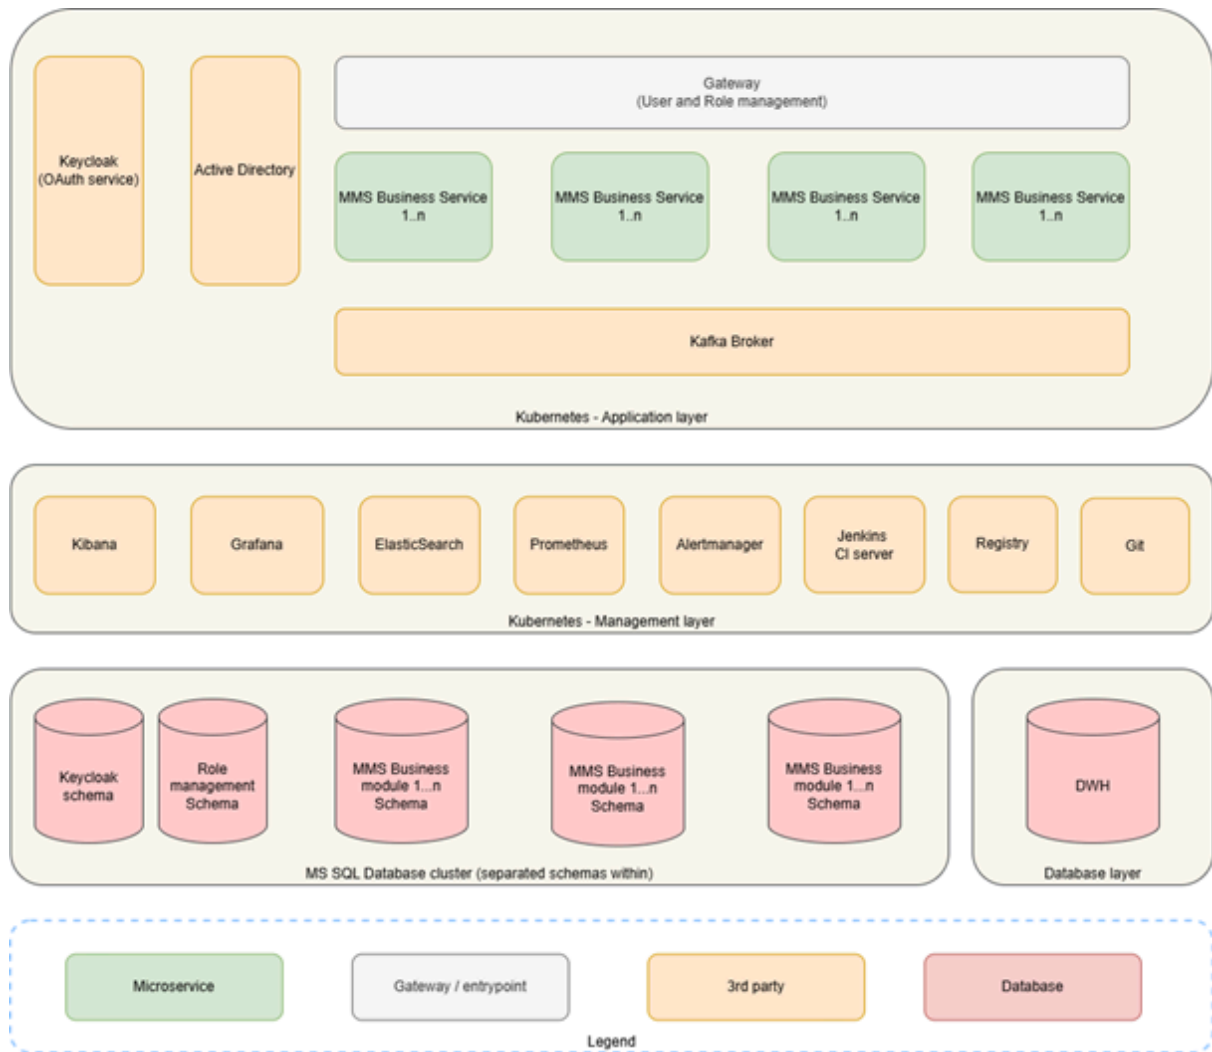 Gateway
(User and Role management)
Keycloak
(OAuth service)
Active Directory
MMS Business Service
1..n
MMS Business Service
1..n
MMS Business Service
1..n
MMS Business Service
1..n
Kafka Broker
Kubernetes - Application layer
Kibana
Grafana
ElasticSearch
Prometheus
Alertmanager
Jenkins
CI server
Registry
Git
Kubernetes - Management layer
Keycloak
schema
Role
management
Schema
MMS Business
module 1...n
Schema
MMS Business
module 1...n
Schema
MMS Business
module 1...n
Schema
MS SQL Database cluster (separated schemas within)
DWH
Database layer
Microservice
Gateway / entrypoint
3rd party
Database
Legend